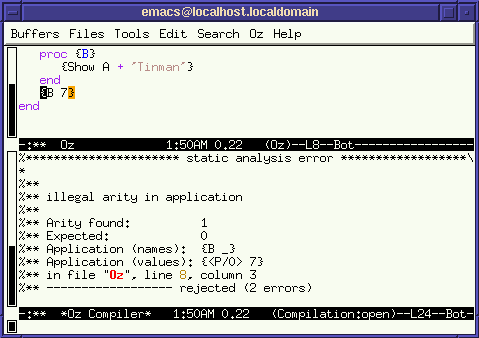 emacs@localhost.localdomain
Buffers Files Tools Edit Search Oz Help
proc {B}
{Show A + "Tinman"}
end
{B 7}
end
-:** Oz 1:50AM 0.22 (Oz)--L8--Bot-----------------
%*********************** static analysis error ******************\
*
%**
%** illegal arity in application
%**
%** Arity found: 1
%** Expected: 0
%** Application (names): {B _}
%** Application (values): {<P/0> 7}
%** in file "Oz", line 8, column 3
%** ------------------ rejected (2 errors)
-:** *Oz Compiler* 1:50AM 0.22 (Compilation:open)--L24--Bot-